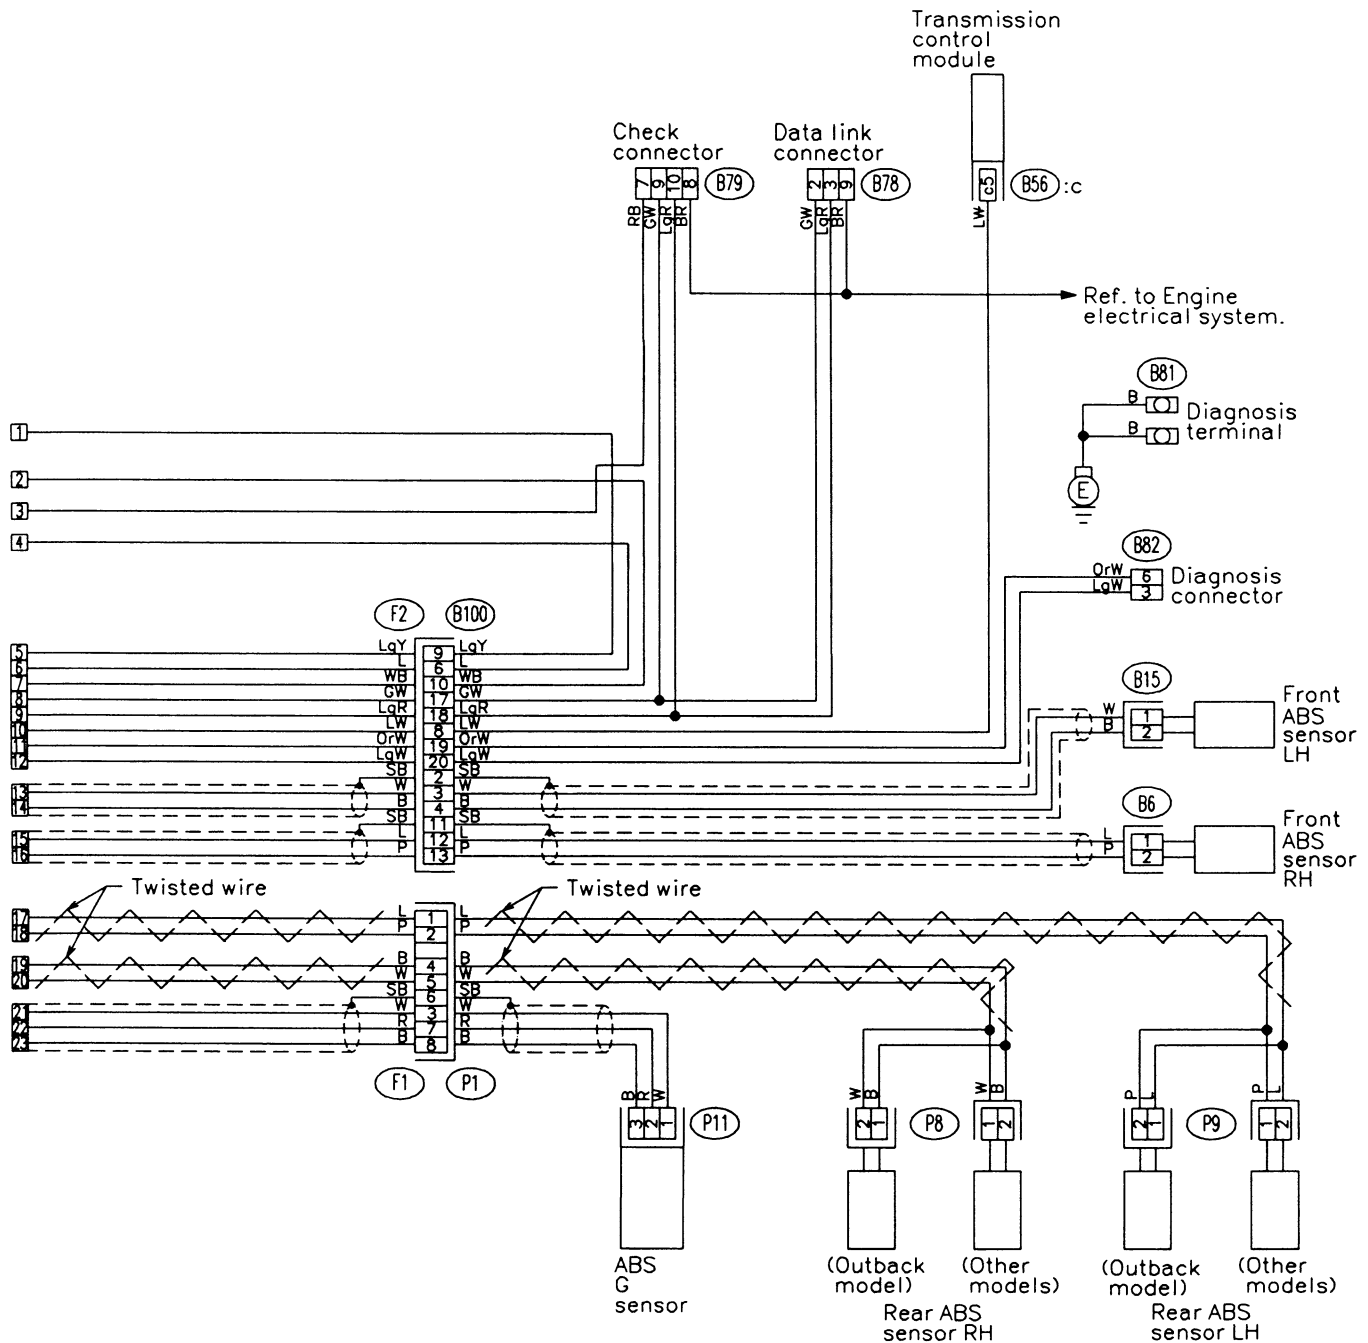 Transmission
control
module
Check
connector
Data link
connector
7 9 10 8
B79
2 3 9
B78
c5
B56 :c
RB GW LgR BR
GW LgR BR
LW
Ref. to Engine
electrical system.
B81
B
B
Diagnosis
terminal
E
1
2
3
4
B82
OrW 6
LgW 3
Diagnosis
connector
F2 B100
5 LgY 9 LgY
6 L 6 L
7 WB 10 WB
8 GW 17 GW
9 LgR 18 LgR
10 LW 8 LW
11 OrW 19 OrW
12 LgW 20 LgW
SB 2 SB
13 W 3 W
14 B 4 B
SB 11 SB
15 L 12 L
16 P 13 P
B15
W 1
B 2
Front
ABS
sensor
LH
B6
L 1
P 2
Front
ABS
sensor
RH
Twisted wire
Twisted wire
17 L 1 L
18 P 2 P
19 B 4 B
20 W 5 W
SB 6 SB
21 W 3 W
22 R 7 R
23 B 8 B
F1 P1
B R W
3 2 1
P11
W B
2 1
P8
W B
1 2
P L
2 1
P9
P L
1 2
ABS
G
sensor
(Outback
model)
(Other
models)
Rear ABS
sensor RH
(Outback
model)
(Other
models)
Rear ABS
sensor LH